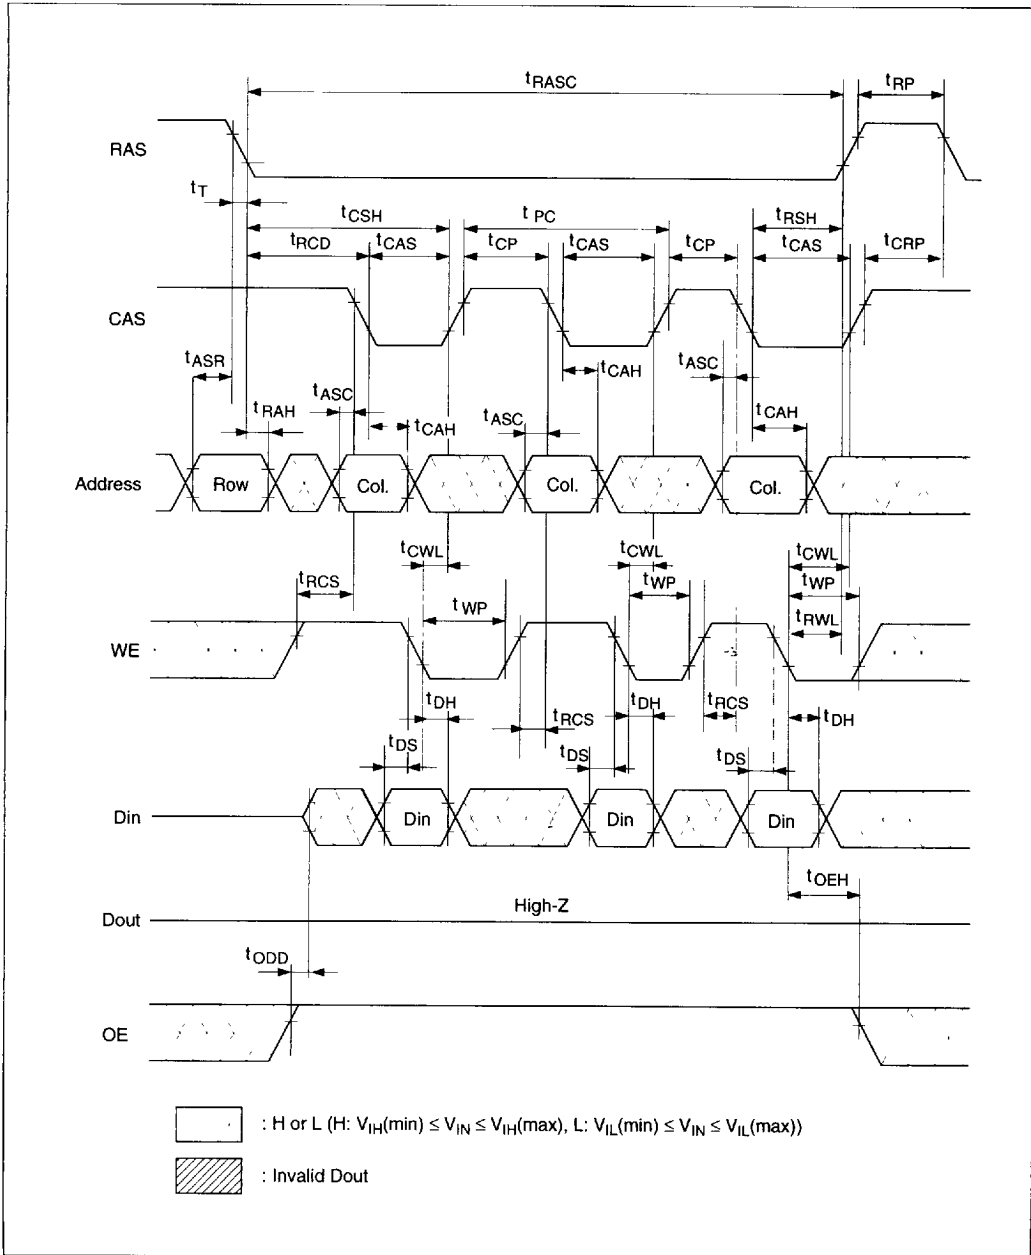 tRASC tRP
RAS
tT
tCSH tPC tRSH
tRCD tCAS tCP tCAS tCP tCAS tCRP
CAS
tASR tASC tCAH tASC
tRAH tCAH tASC tCAH
Address Row Col. Col. Col.
tCWL tCWL tCWL
tRCS tWP tWP tWP
tRWL
WE
tDH tRCS tDH tRCS tDH
tDS tDS tDS
Din Din Din Din
tOEH
High-Z
Dout
tODD
OE
: H or L (H: VIH(min) ≤ VIN ≤ VIH(max), L: VIL(min) ≤ VIN ≤ VIL(max))
: Invalid Dout